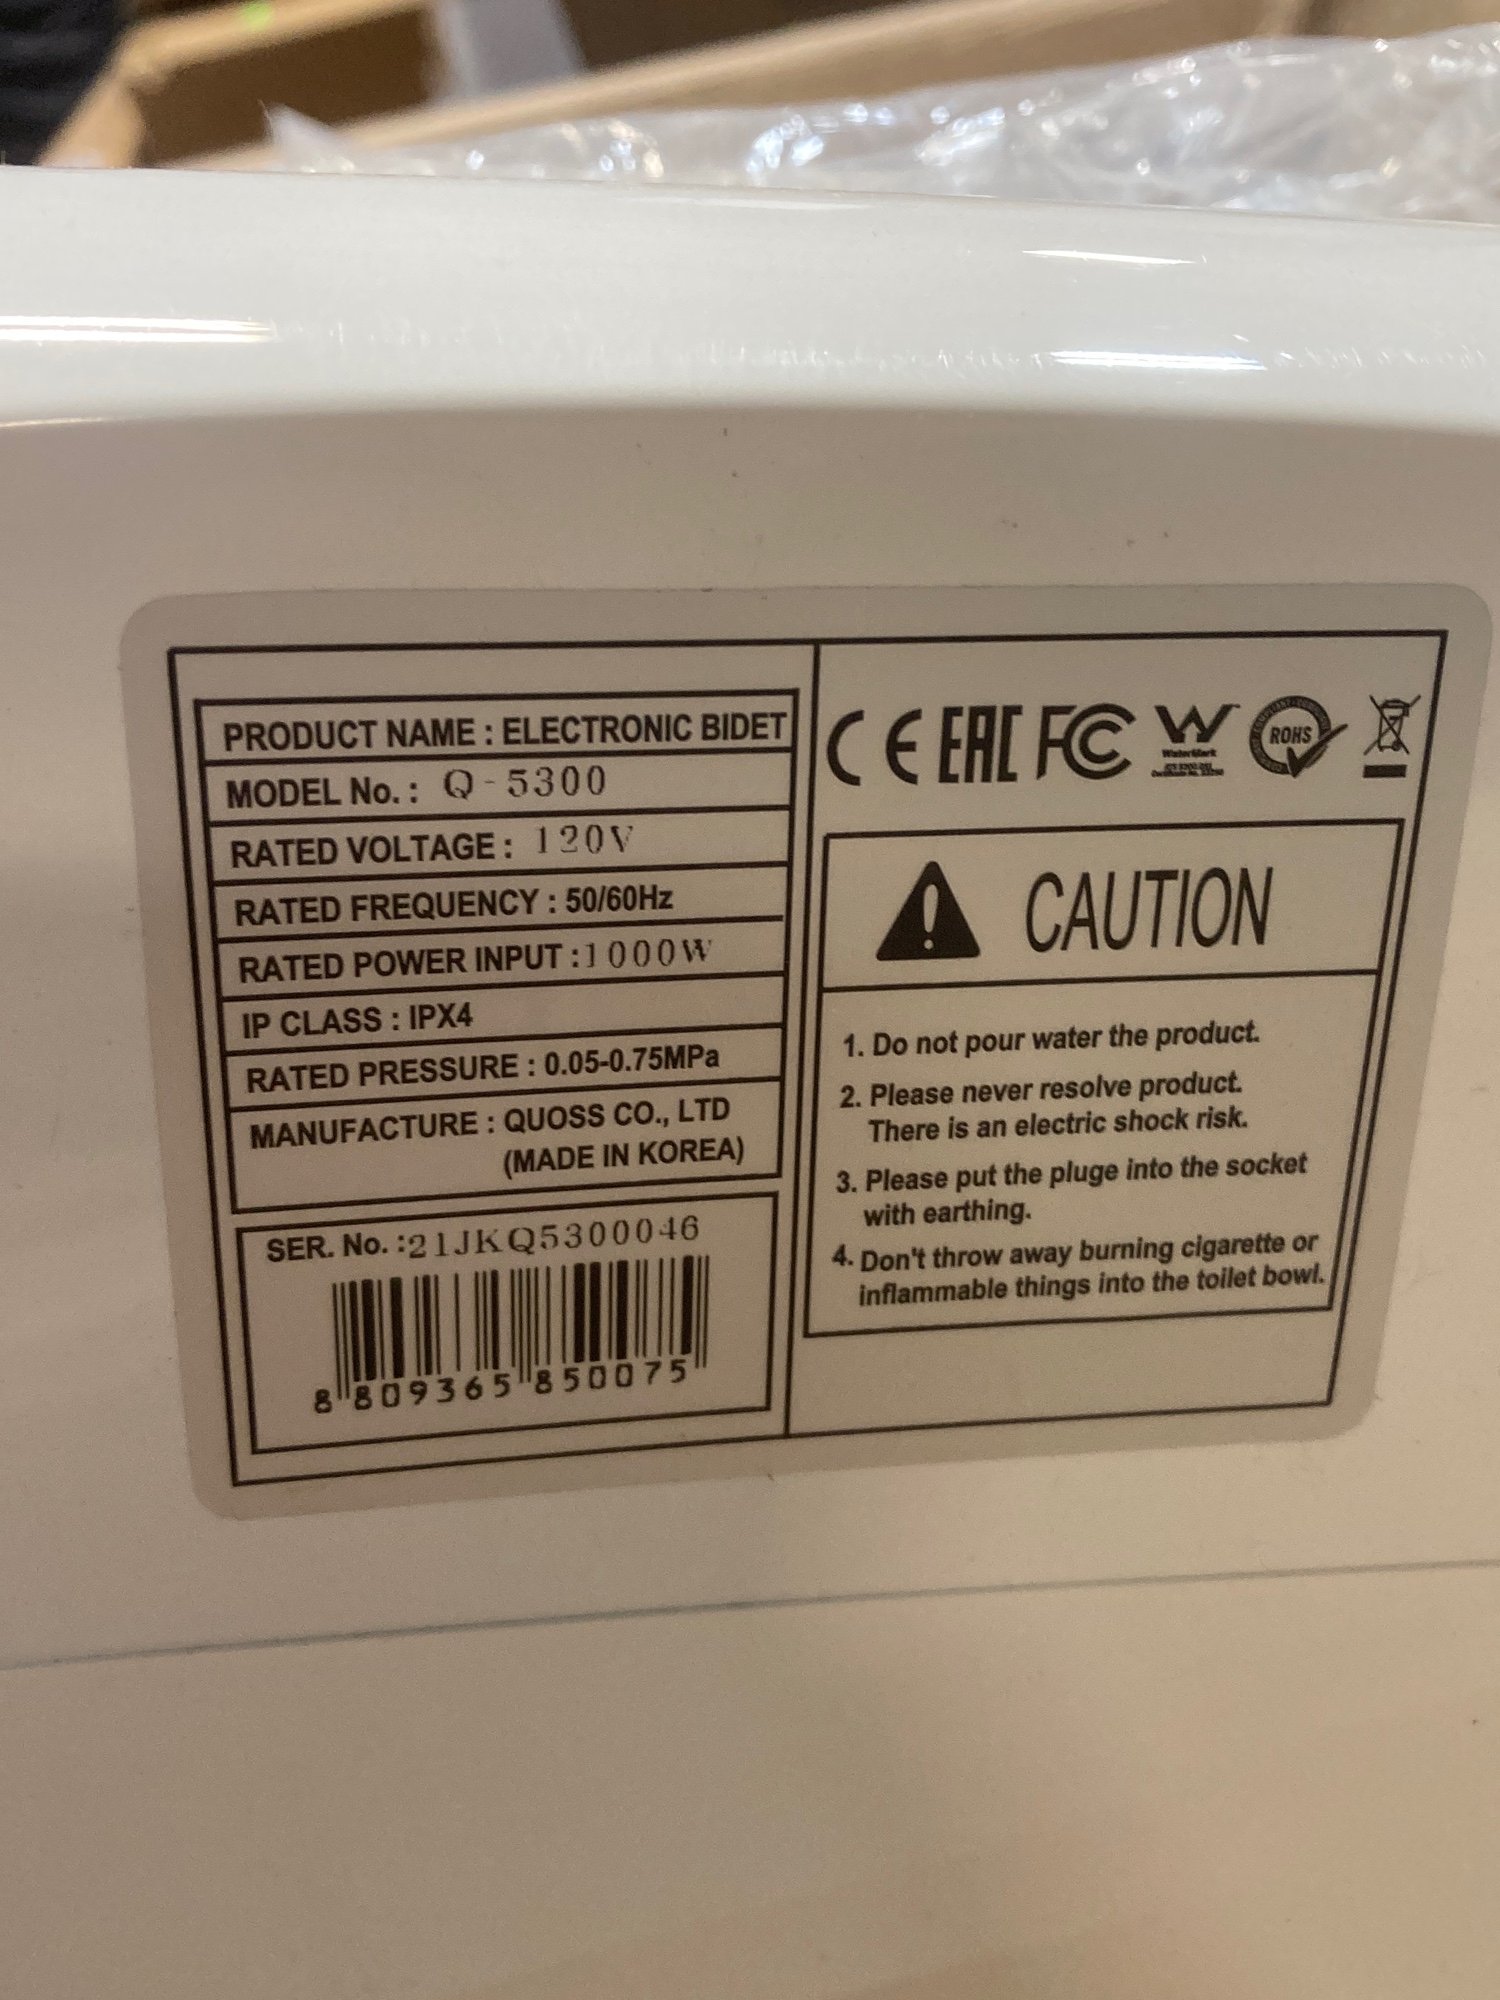 PRODUCT NAME : ELECTRONIC BIDET
MODEL No. : Q-5300
RATED VOLTAGE : 120V
RATED FREQUENCY : 50/60Hz
RATED POWER INPUT :1000W
IP CLASS : IPX4
RATED PRESSURE : 0.05-0.75MPa
MANUFACTURE : QUOSS CO., LTD
(MADE IN KOREA)
SER. No. :21JKQ5300046
8 809365 850075
CE EAC FC WaterMark ROHS
CAUTION
1. Do not pour water the product.
2. Please never resolve product.
There is an electric shock risk.
3. Please put the pluge into the socket
with earthing.
4. Don't throw away burning cigarette or
inflammable things into the toilet bowl.